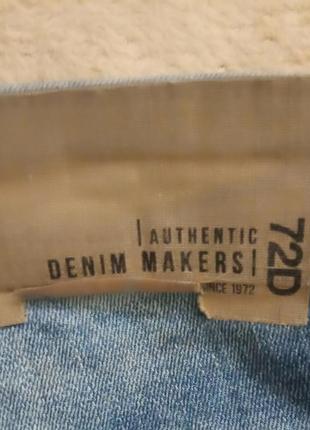 AUTHENTIC
DENIM MAKERS
SINCE 1972
72D